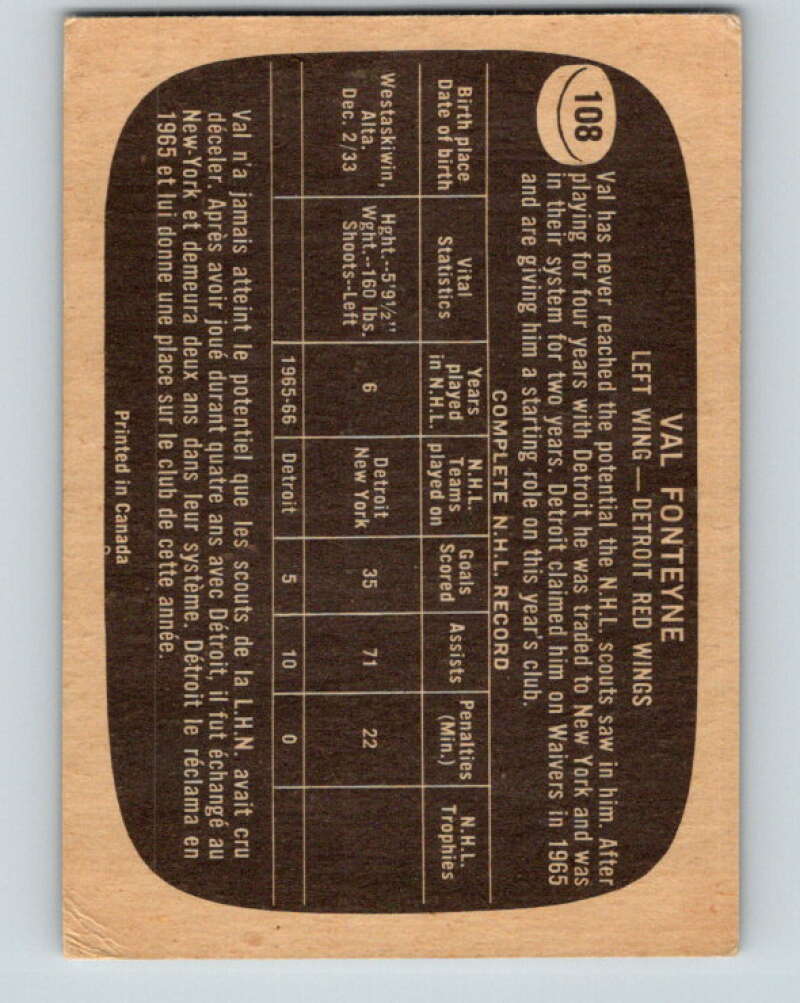 VAL FONTEYNE
LEFT WING — DETROIT RED WINGS
108
Val has never reached the potential the N.H.L. scouts saw in him. After
playing for four years with Detroit he was traded to New York and was
in their system for two years. Detroit claimed him on Waivers in 1965
and are giving him a starting role on this year's club.
COMPLETE N.H.L. RECORD
Birth place Date of birth | Vital Statistics | Years played in N.H.L. | N.H.L. Teams played on | Goals Scored | Assists | Penalties (Min.) | N.H.L. Trophies
Westaskiwin, Alta. Dec. 2/33 | Hght.--5'9½" Wght.--160 lbs. Shoots--Left | 6 | Detroit New York | 35 | 71 | 22
1965-66 | Detroit | 5 | 10 | 0
Val n'a jamais atteint le potentiel que les scouts de la L.H.N. avait cru
déceler. Après avoir joué durant quatre ans avec Détroit, il fut échangé au
New-York et demeura deux ans dans leur système. Détroit le réclama en
1965 et lui donne une place sur le club de cette année.
Printed in Canada